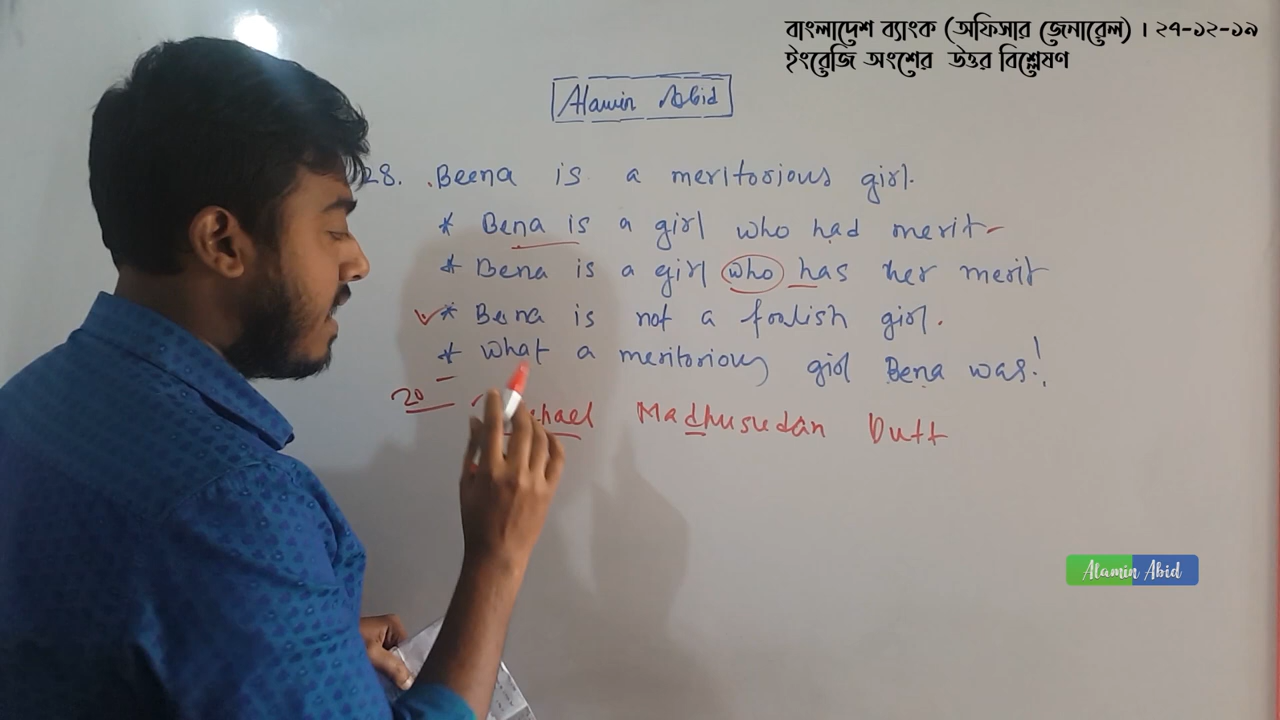 বাংলাদেশ ব্যাংক (অফিসার জেনারেল) । ২৭-১২-১৯
ইংরেজি অংশের উত্তর বিশ্লেষণ
Alamin Abid
28. Beena is a meritorious girl.
* Bena is a girl who had merit
* Bena is a girl who has her merit
* Bena is not a foolish girl.
* What a meritorious girl Bena was!
20 Madhusudan Dutt
Alamin Abid